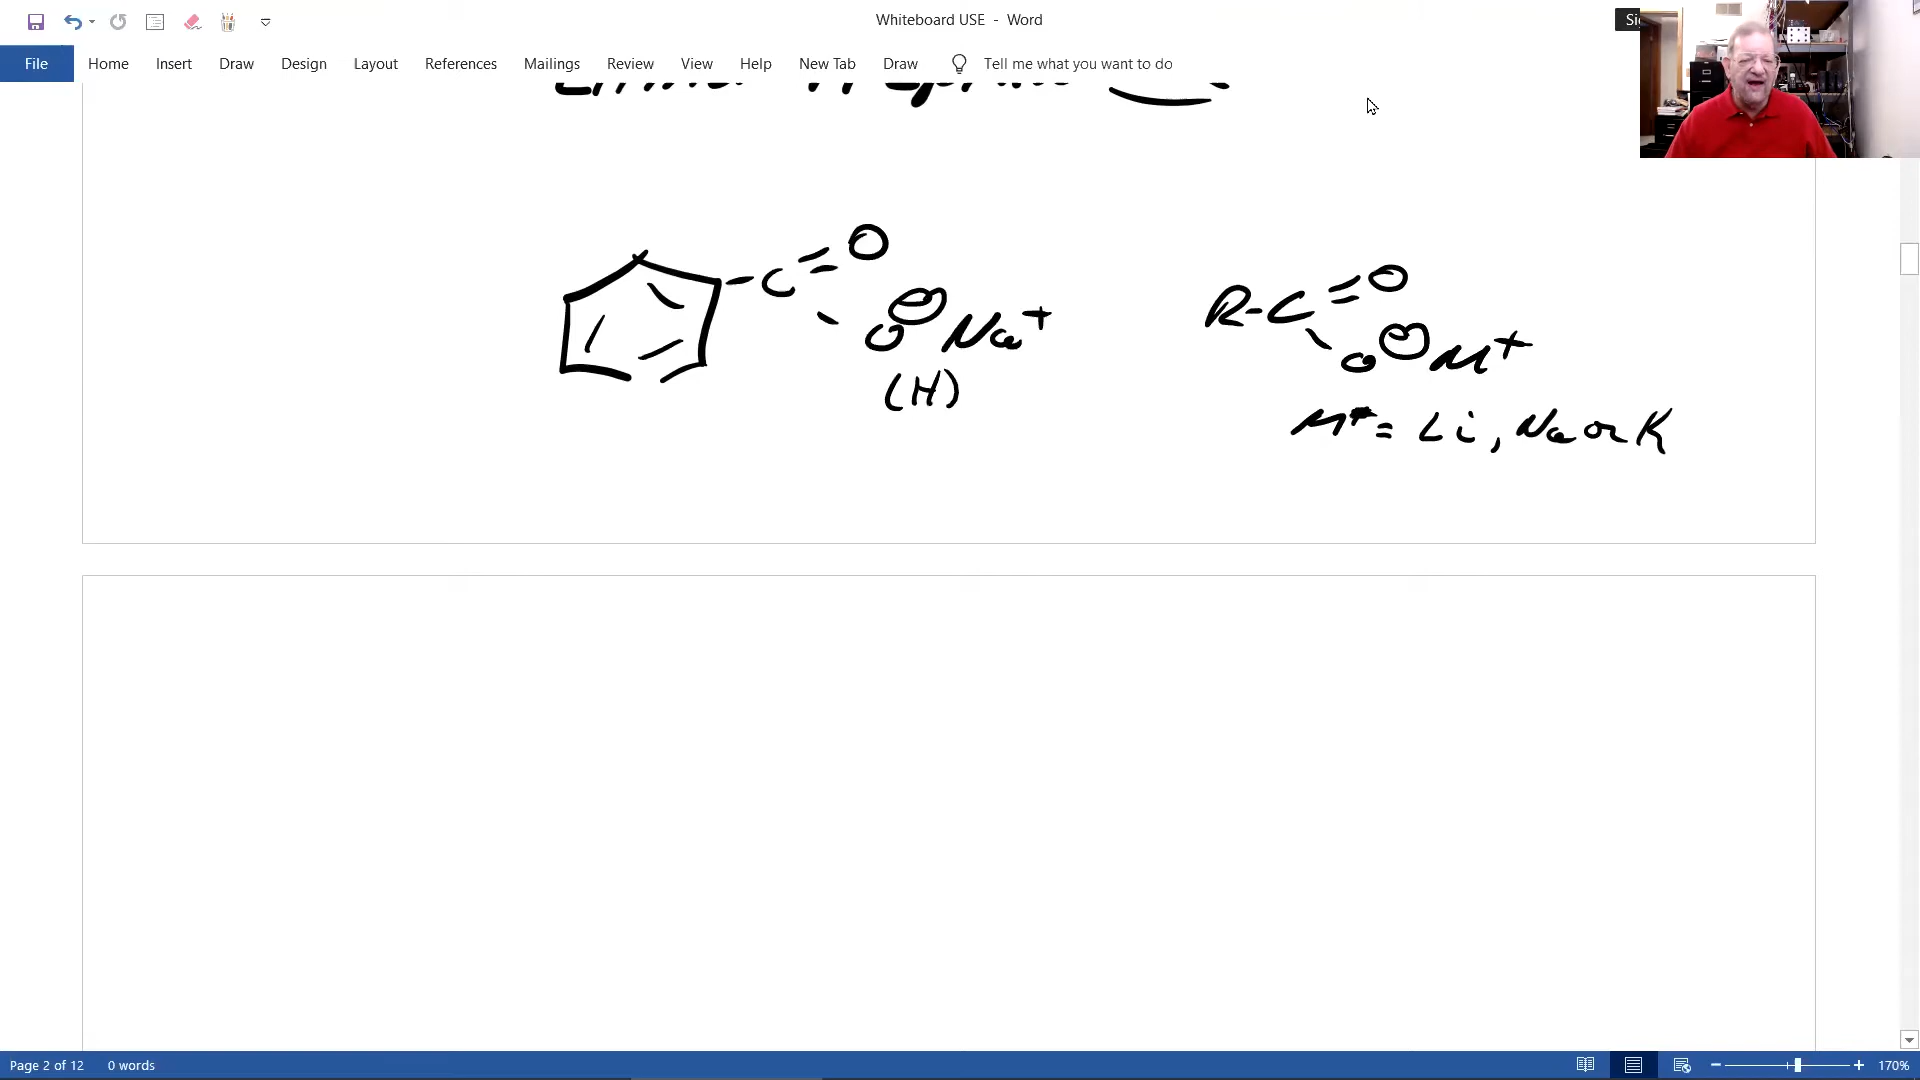 Whiteboard USE - Word
File Home Insert Draw Design Layout References Mailings Review View Help New Tab Draw Tell me what you want to do
C = O
O ⊖ Na +
(H)
R - C = O
O ⊖ M +
M = Li, Na or K
Page 2 of 12 0 words
170%